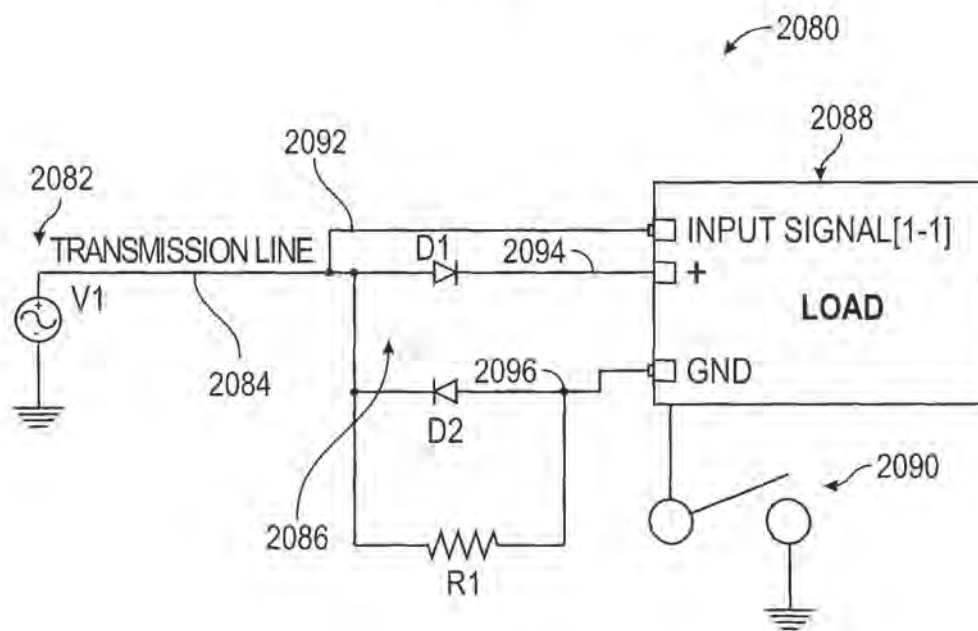 2080
2088
2092
2082
TRANSMISSION LINE
D1
2094
INPUT SIGNAL[1-1]
+
LOAD
V1
+
-
2084
2096
GND
D2
2090
2086
R1